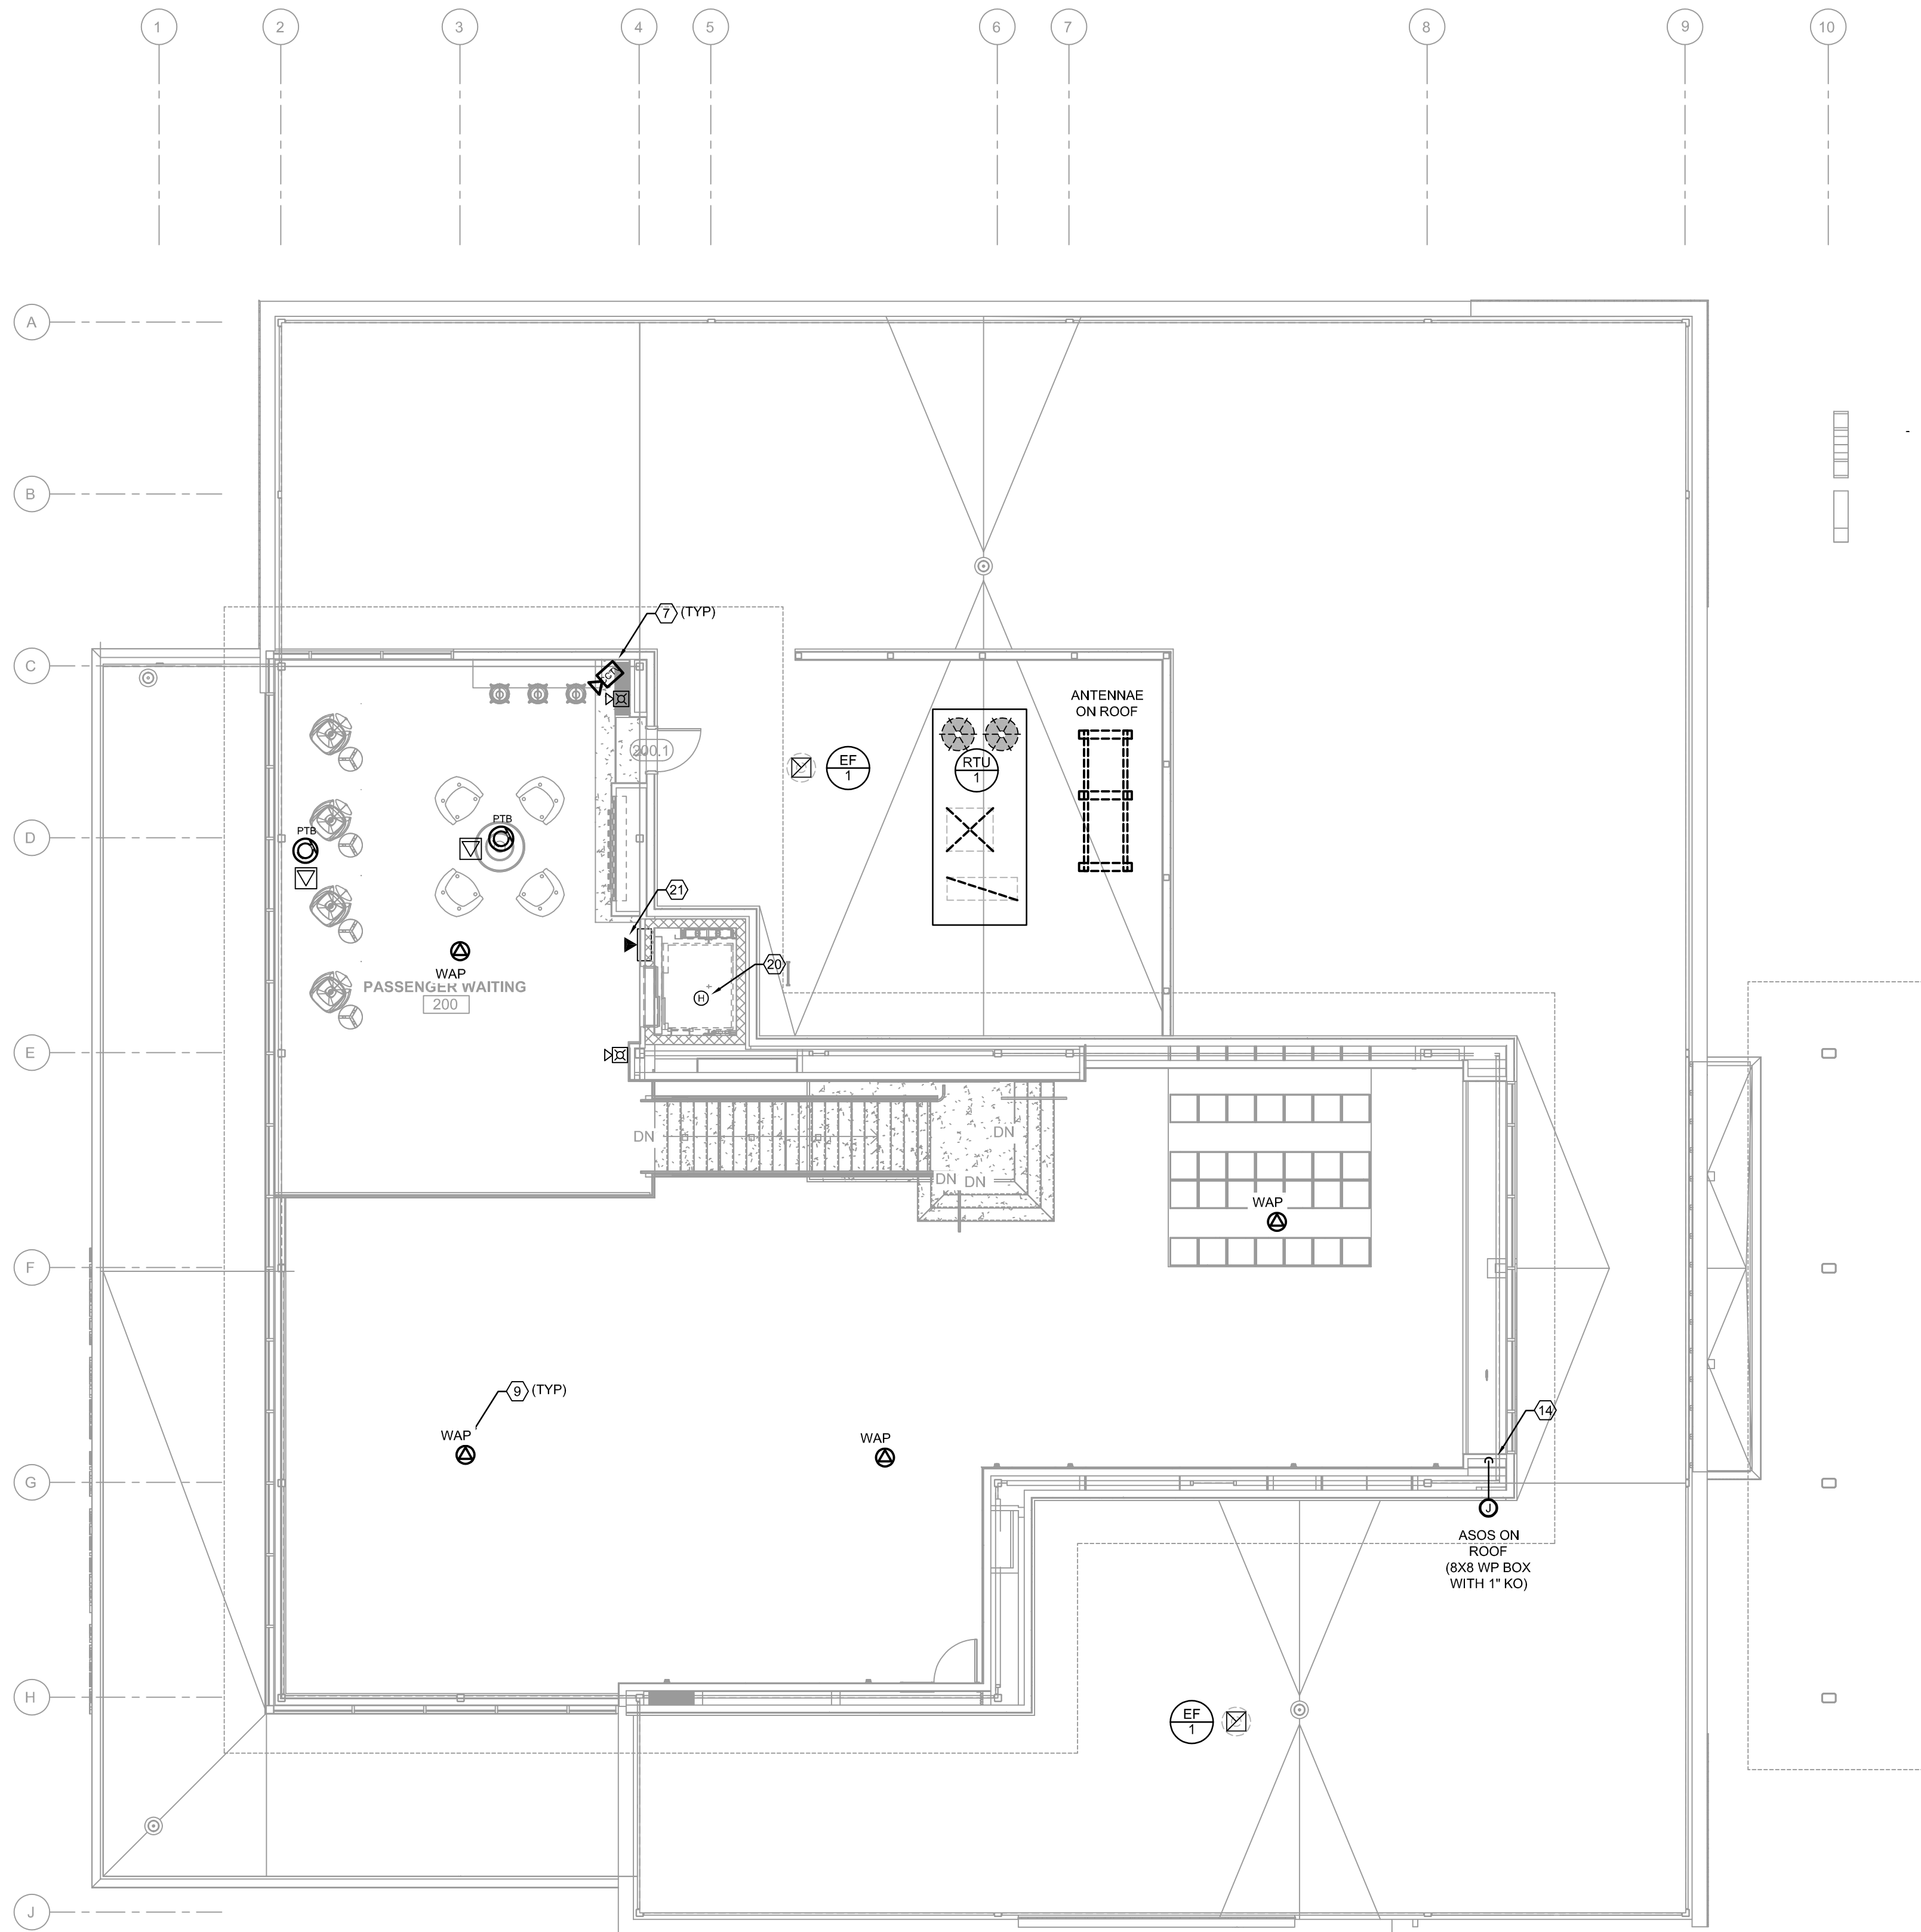 1
2
3
4
5
6
7
8
9
10
A
B
C
D
E
F
G
H
J
7 (TYP)
200.1
EF
1
RTU
1
ANTENNAE
ON ROOF
PTB
PTB
21
WAP
PASSENGER WAITING
200
20
H
DN
DN
DN DN
WAP
9 (TYP)
WAP
WAP
14
J
ASOS ON
ROOF
(8X8 WP BOX
WITH 1" KO)
EF
1